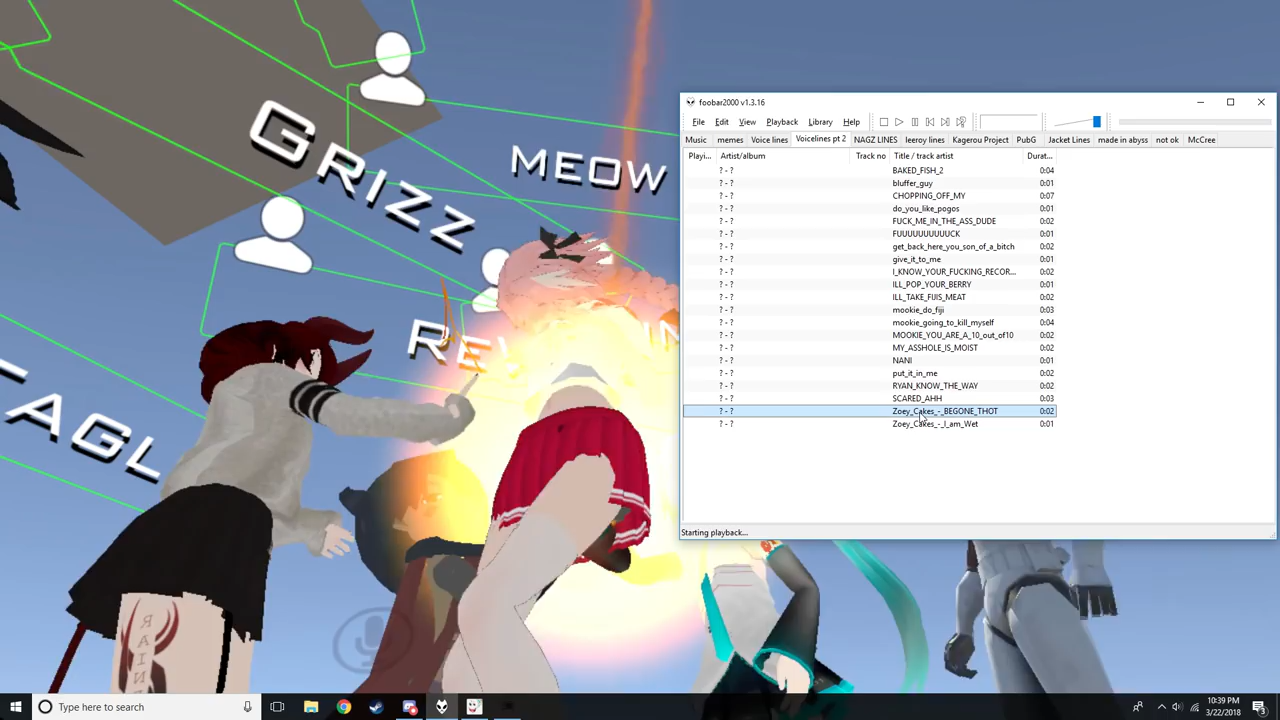 GRIZZ
MEOW
foobar2000 v1.3.16
File Edit View Playback Library Help
Music memes Voice lines Voicelines pt 2 NAGZ LINES leeroy lines Kagerou Project PubG Jacket Lines made in abyss not ok McCree
Playi... Artist/album Track no Title / track artist Durat...
? - ? BAKED_FISH_2 0:04
? - ? bluffer_guy 0:01
? - ? CHOPPING_OFF_MY 0:07
? - ? do_you_like_pogos 0:01
? - ? FUCK_ME_IN_THE_ASS_DUDE 0:02
? - ? FUUUUUUUUUUCK 0:01
? - ? get_back_here_you_son_of_a_bitch 0:02
? - ? give_it_to_me 0:01
? - ? I_KNOW_YOUR_FUCKING_RECOR... 0:02
? - ? ILL_POP_YOUR_BERRY 0:01
? - ? ILL_TAKE_FIJIS_MEAT 0:02
? - ? mookie_do_fiji 0:03
? - ? mookie_going_to_kill_myself 0:04
? - ? MOOKIE_YOU_ARE_A_10_out_of10 0:02
? - ? MY_ASSHOLE_IS_MOIST 0:02
? - ? NANI 0:01
? - ? put_it_in_me 0:02
? - ? RYAN_KNOW_THE_WAY 0:02
? - ? SCARED_AHH 0:03
? - ? Zoey_Cakes_-_BEGONE_THOT 0:02
? - ? Zoey_Cakes_-_I_am_Wet 0:01
Starting playback...
Type here to search
10:39 PM
3/22/2018
3